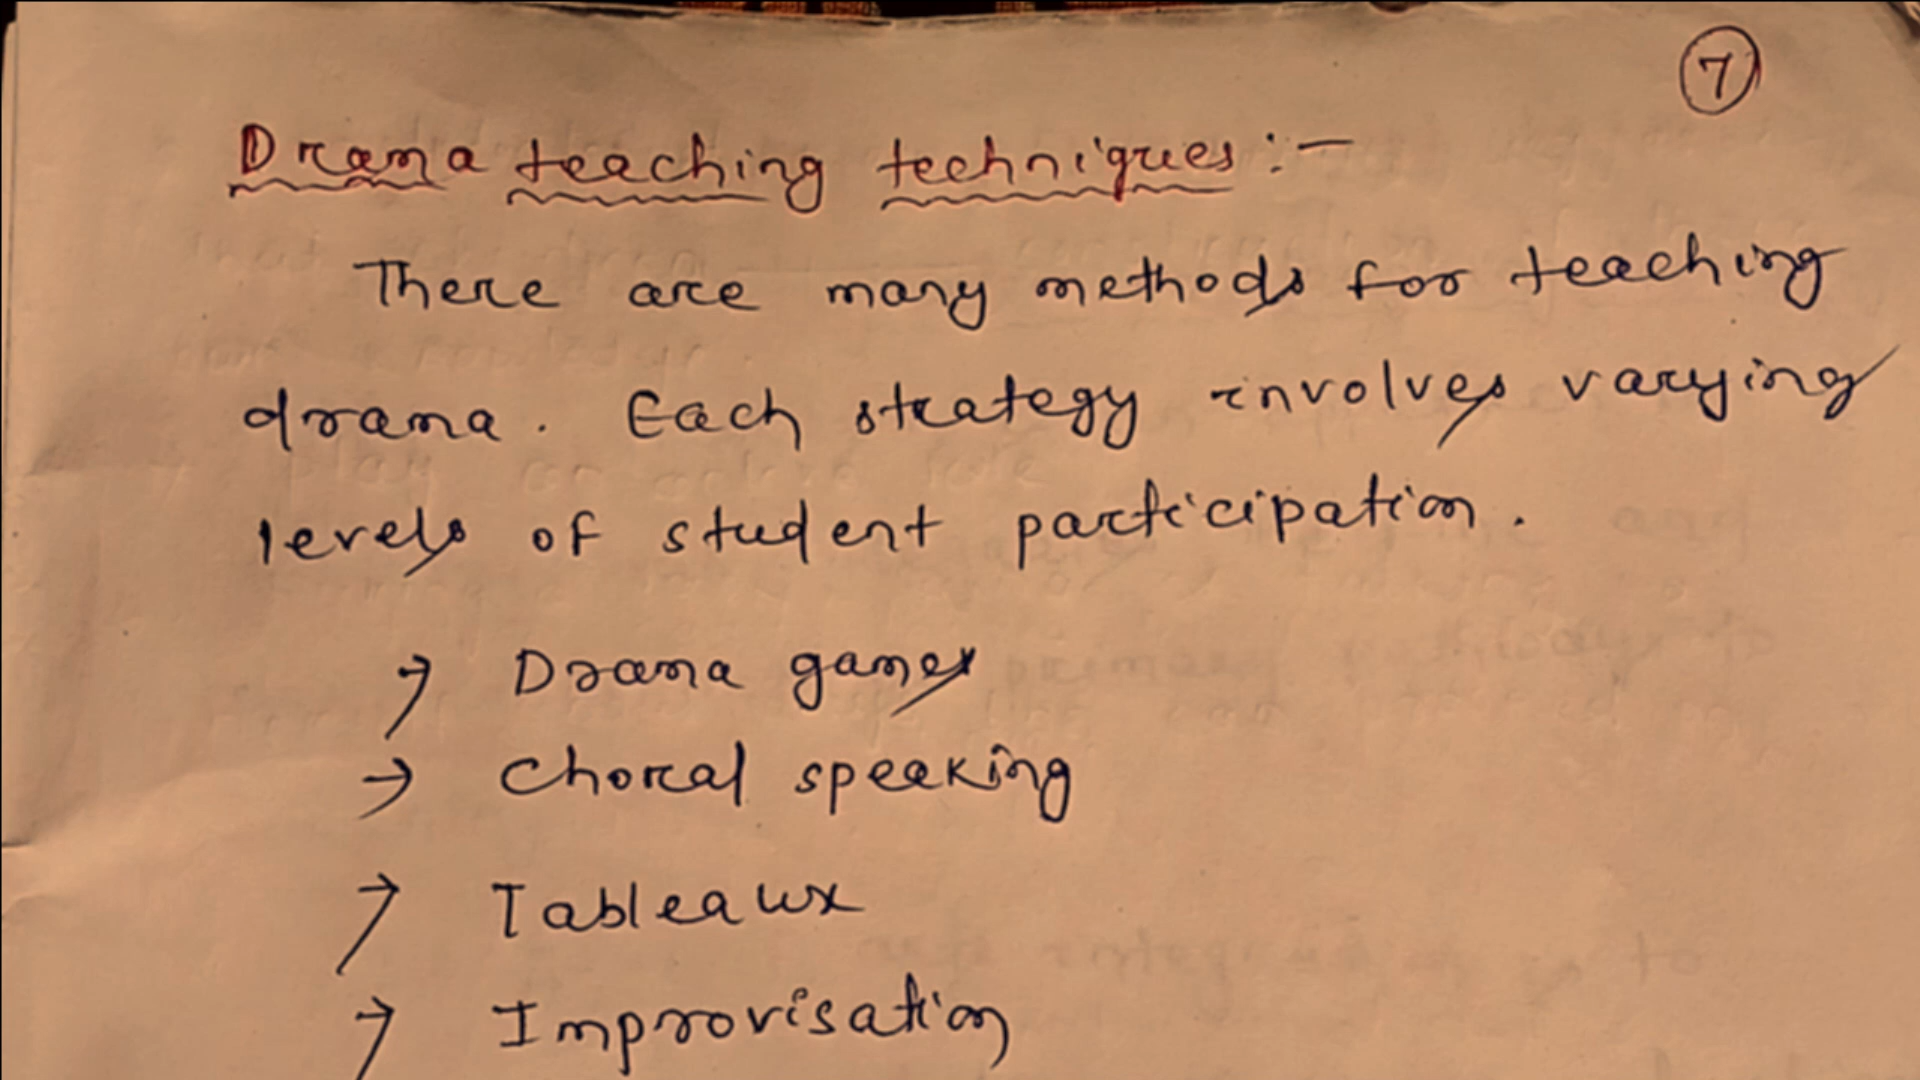 7
Drama teaching techniques :-
There are many methods for teaching
drama. Each strategy involves varying
levels of student participation.
→ Drama games
→ Choral speaking
→ Tableaux
→ Improvisation